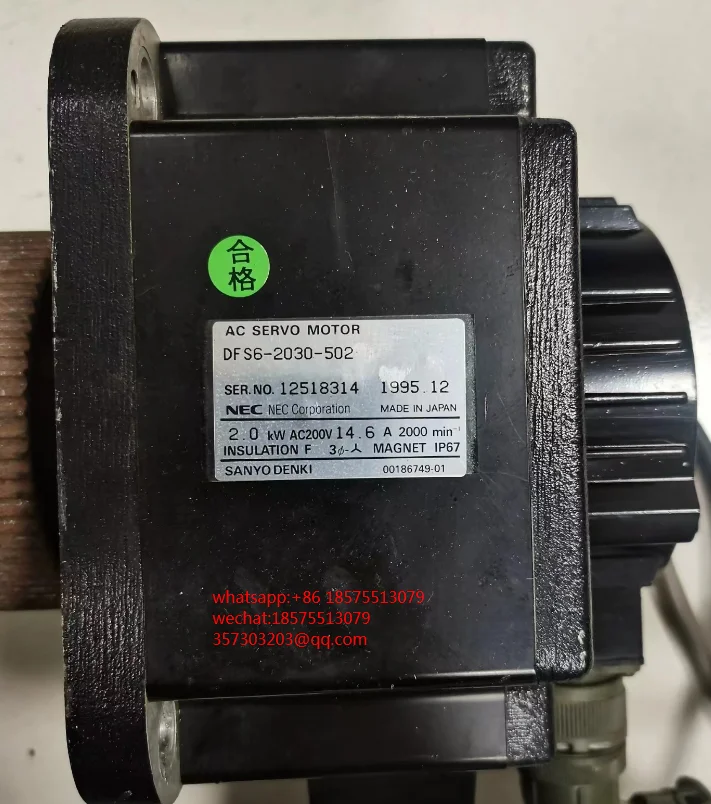 合
格
AC SERVO MOTOR
DFS6-2030-502
SER.NO. 12518314 1995.12
NEC NEC Corporation MADE IN JAPAN
2.0 kW AC200V 14.6 A 2000 min⁻¹
INSULATION F 3ϕ-人 MAGNET IP67
SANYO DENKI 00186749-01
whatsapp:+86 18575513079
wechat:18575513079
357303203@qq.com